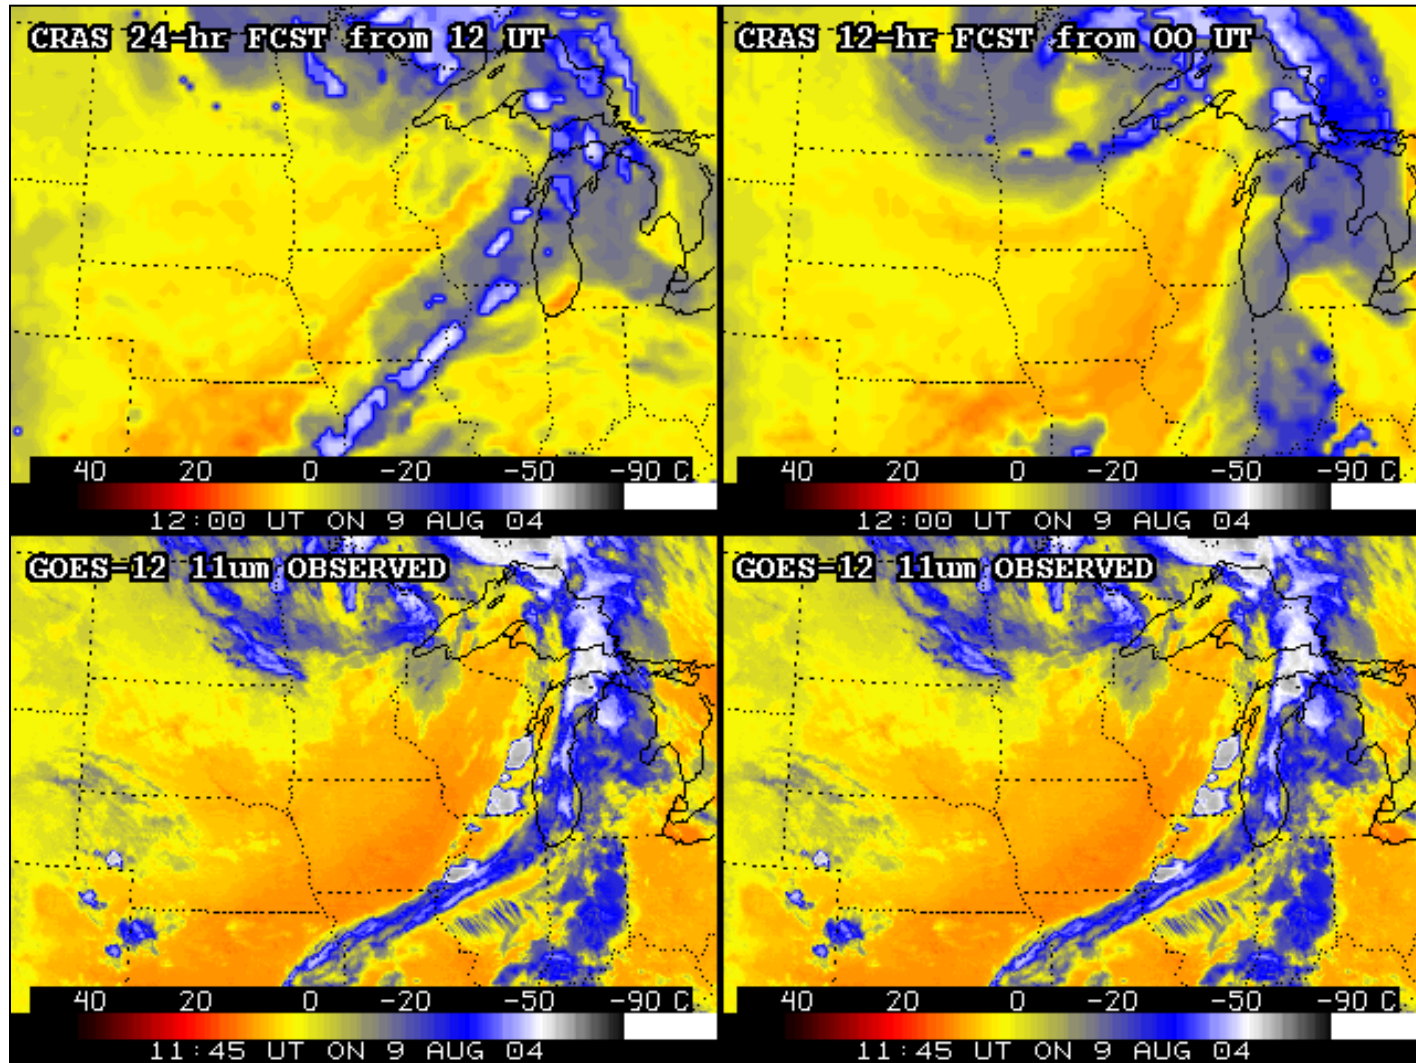 CRAS 24-hr FCST from 12 UT
CRAS 12-hr FCST from 00 UT
40 20 0 -20 -50 -90 C
40 20 0 -20 -50 -90 C
12:00 UT ON 9 AUG 04
12:00 UT ON 9 AUG 04
GOES-12 11um OBSERVED
GOES-12 11um OBSERVED
40 20 0 -20 -50 -90 C
40 20 0 -20 -50 -90 C
11:45 UT ON 9 AUG 04
11:45 UT ON 9 AUG 04